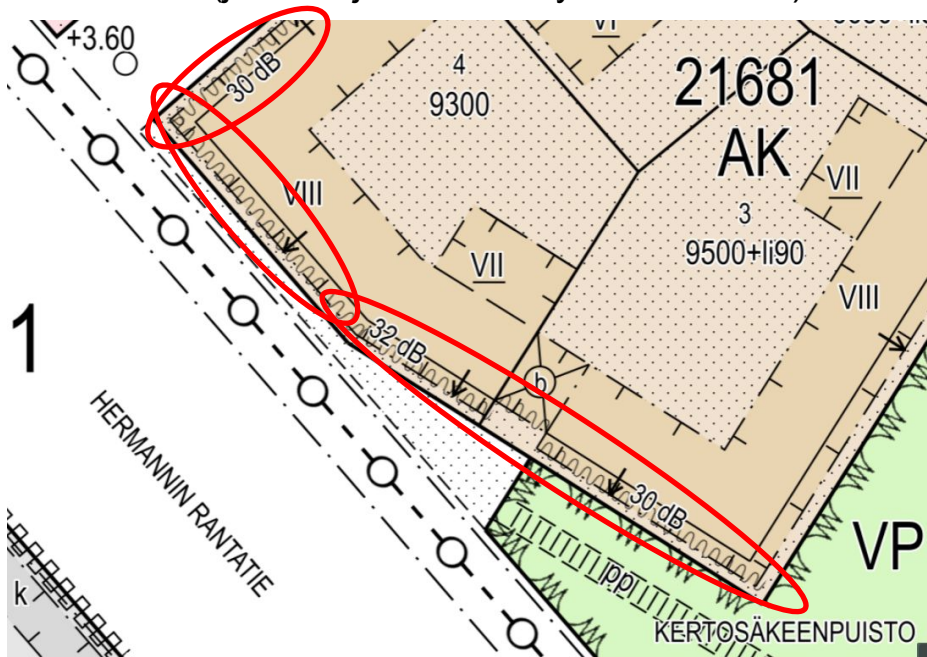 +3.60
30 dB
4
9300
VI
21681
AK
VII
3
9500+li90
VIII
VII
VIII
1
32 dB
b
30 dB
HERMANNIN RANTATIE
pp
VP
k
KERTOSÄKEENPUISTO